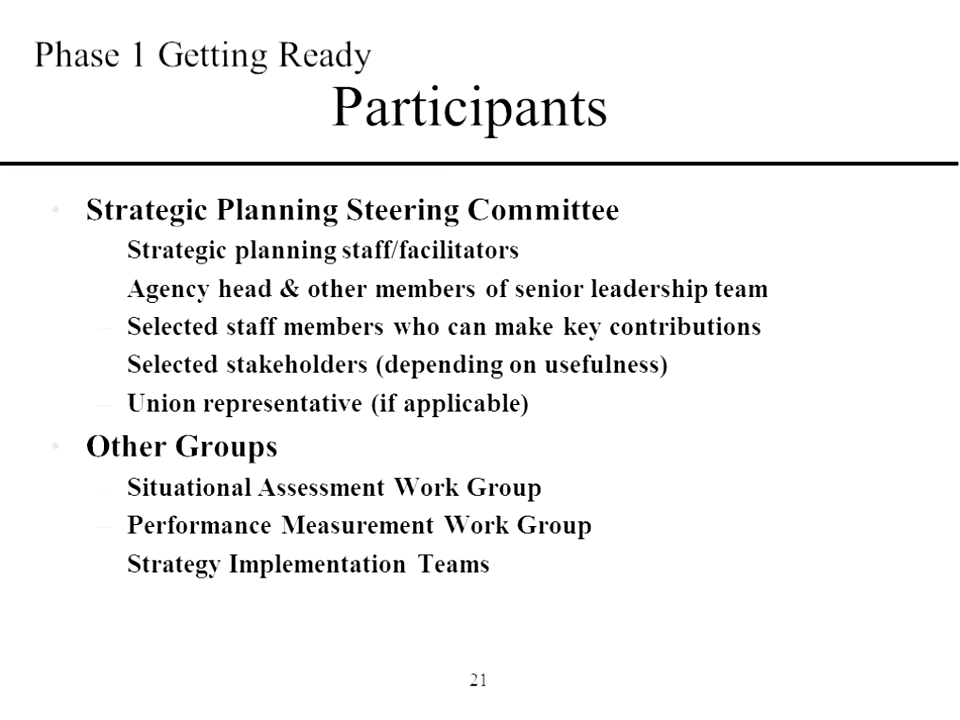 Phase 1 Getting Ready
Participants
• Strategic Planning Steering Committee
Strategic planning staff/facilitators
Agency head & other members of senior leadership team
– Selected staff members who can make key contributions
Selected stakeholders (depending on usefulness)
– Union representative (if applicable)
• Other Groups
Situational Assessment Work Group
– Performance Measurement Work Group
Strategy Implementation Teams
21